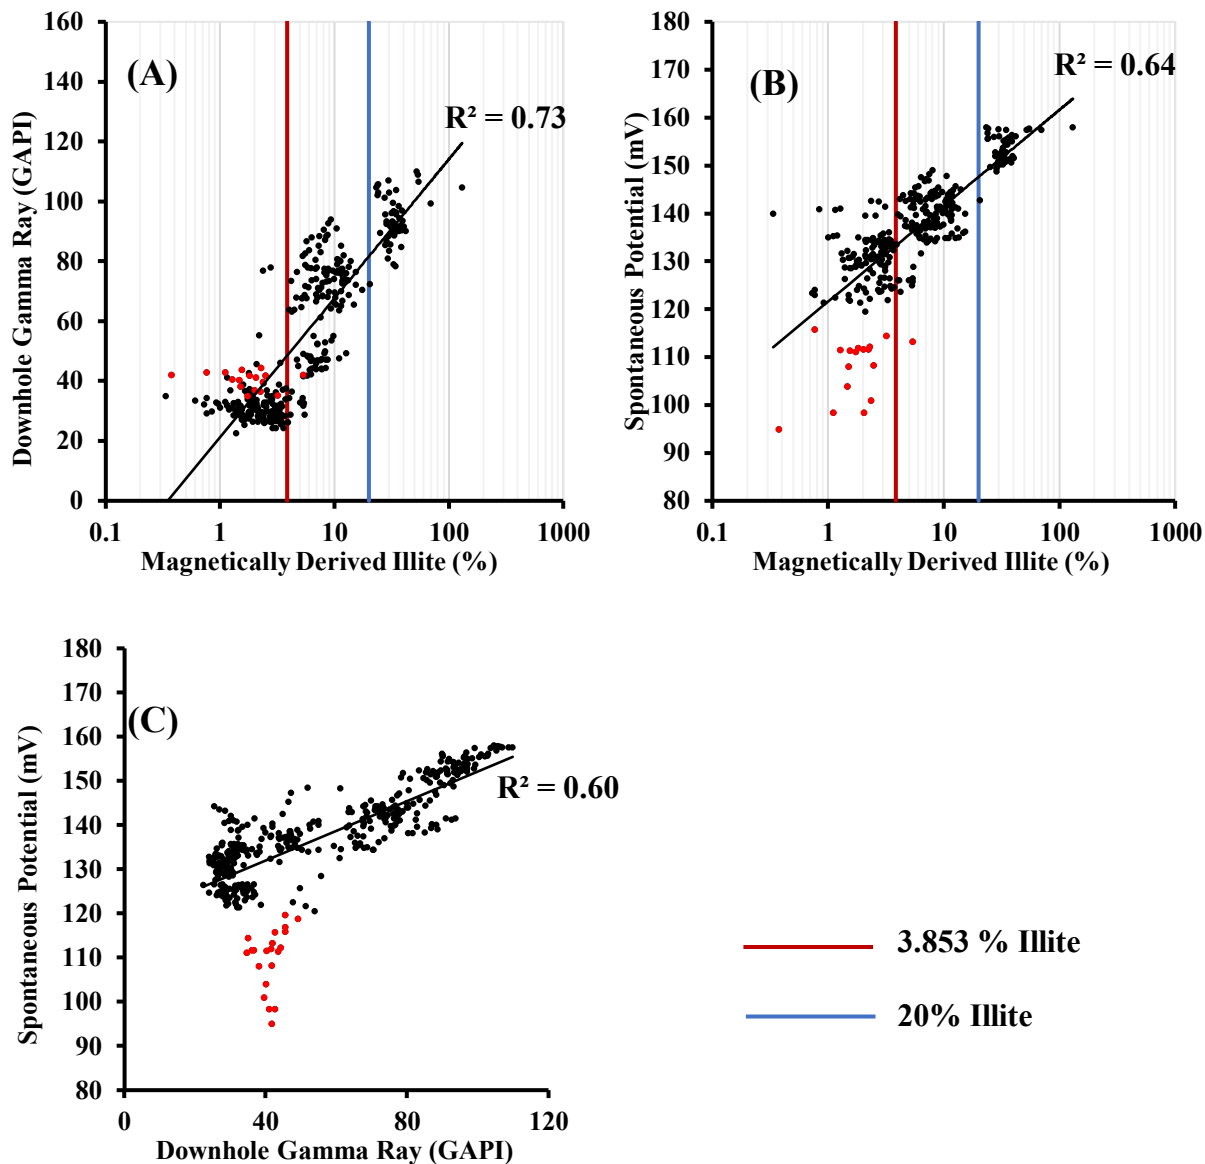 (A)
R² = 0.73
Downhole Gamma Ray (GAPI)
160
140
120
100
80
60
40
20
0
0.1 1 10 100 1000
Magnetically Derived Illite (%)
(B)
R² = 0.64
Spontaneous Potential (mV)
180
170
160
150
140
130
120
110
100
90
80
0.1 1 10 100 1000
Magnetically Derived Illite (%)
(C)
R² = 0.60
Spontaneous Potential (mV)
180
170
160
150
140
130
120
110
100
90
80
0 40 80 120
Downhole Gamma Ray (GAPI)
3.853 % Illite
20% Illite